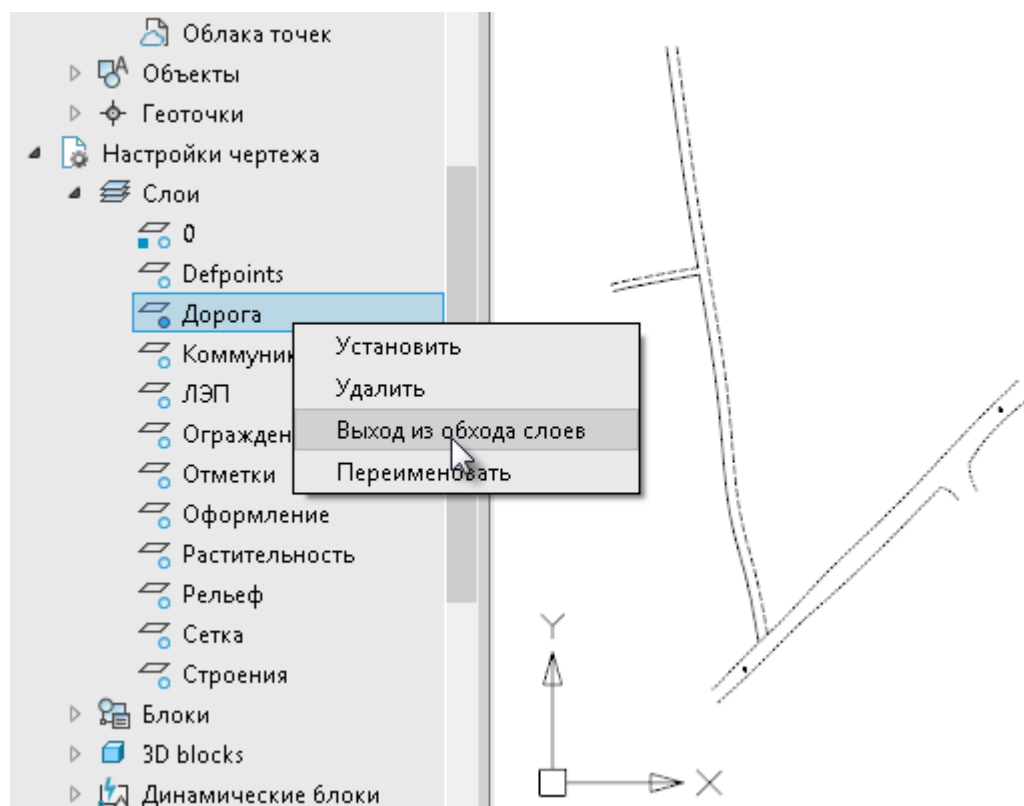 Облака точек
Объекты
Геоточки
Настройки чертежа
Слои
0
Defpoints
Дорога
Установить
Удалить
Выход из обхода слоев
Переименовать
ЛЭП
Отметки
Оформление
Растительность
Рельеф
Сетка
Строения
Блоки
3D blocks
Динамические блоки
Y
X